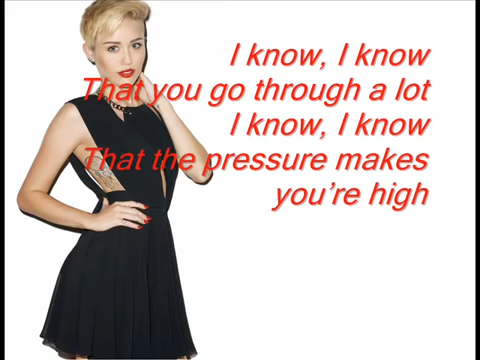 I know, I know
That you go through a lot
I know, I know
That the pressure makes
you're high